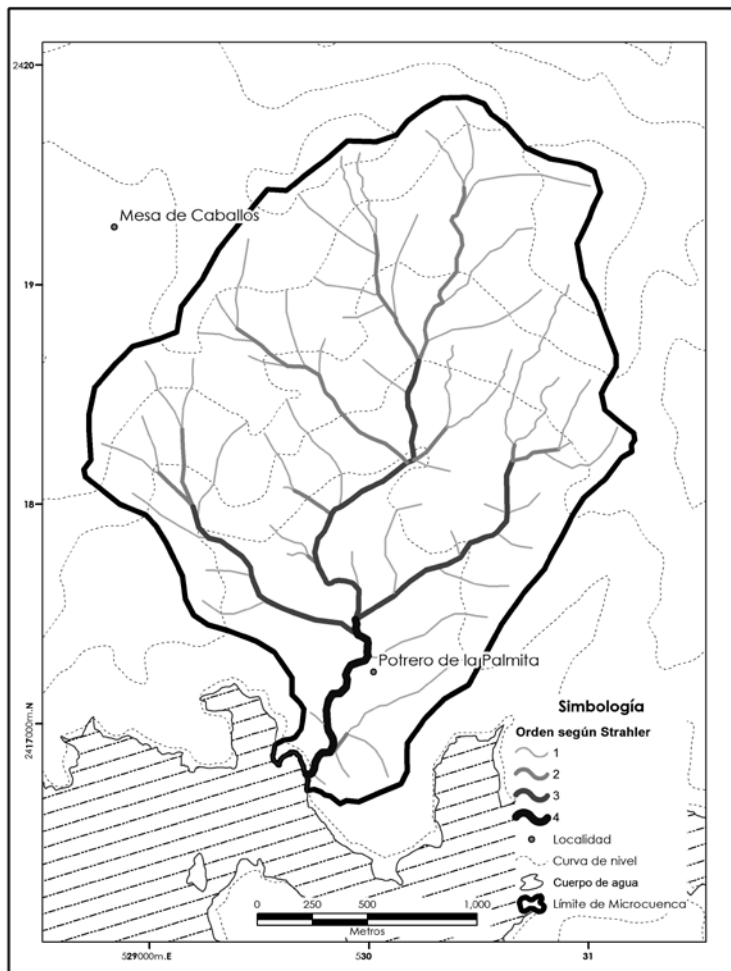 2420
Mesa de Caballos
19
18
Potrero de la Palmita
2417000m.N
Simbología
Orden según Strahler
1
2
3
4
Localidad
Curva de nivel
Cuerpo de agua
Límite de Microcuenca
0 250 500 1,000
Metros
529000m.E 530 31